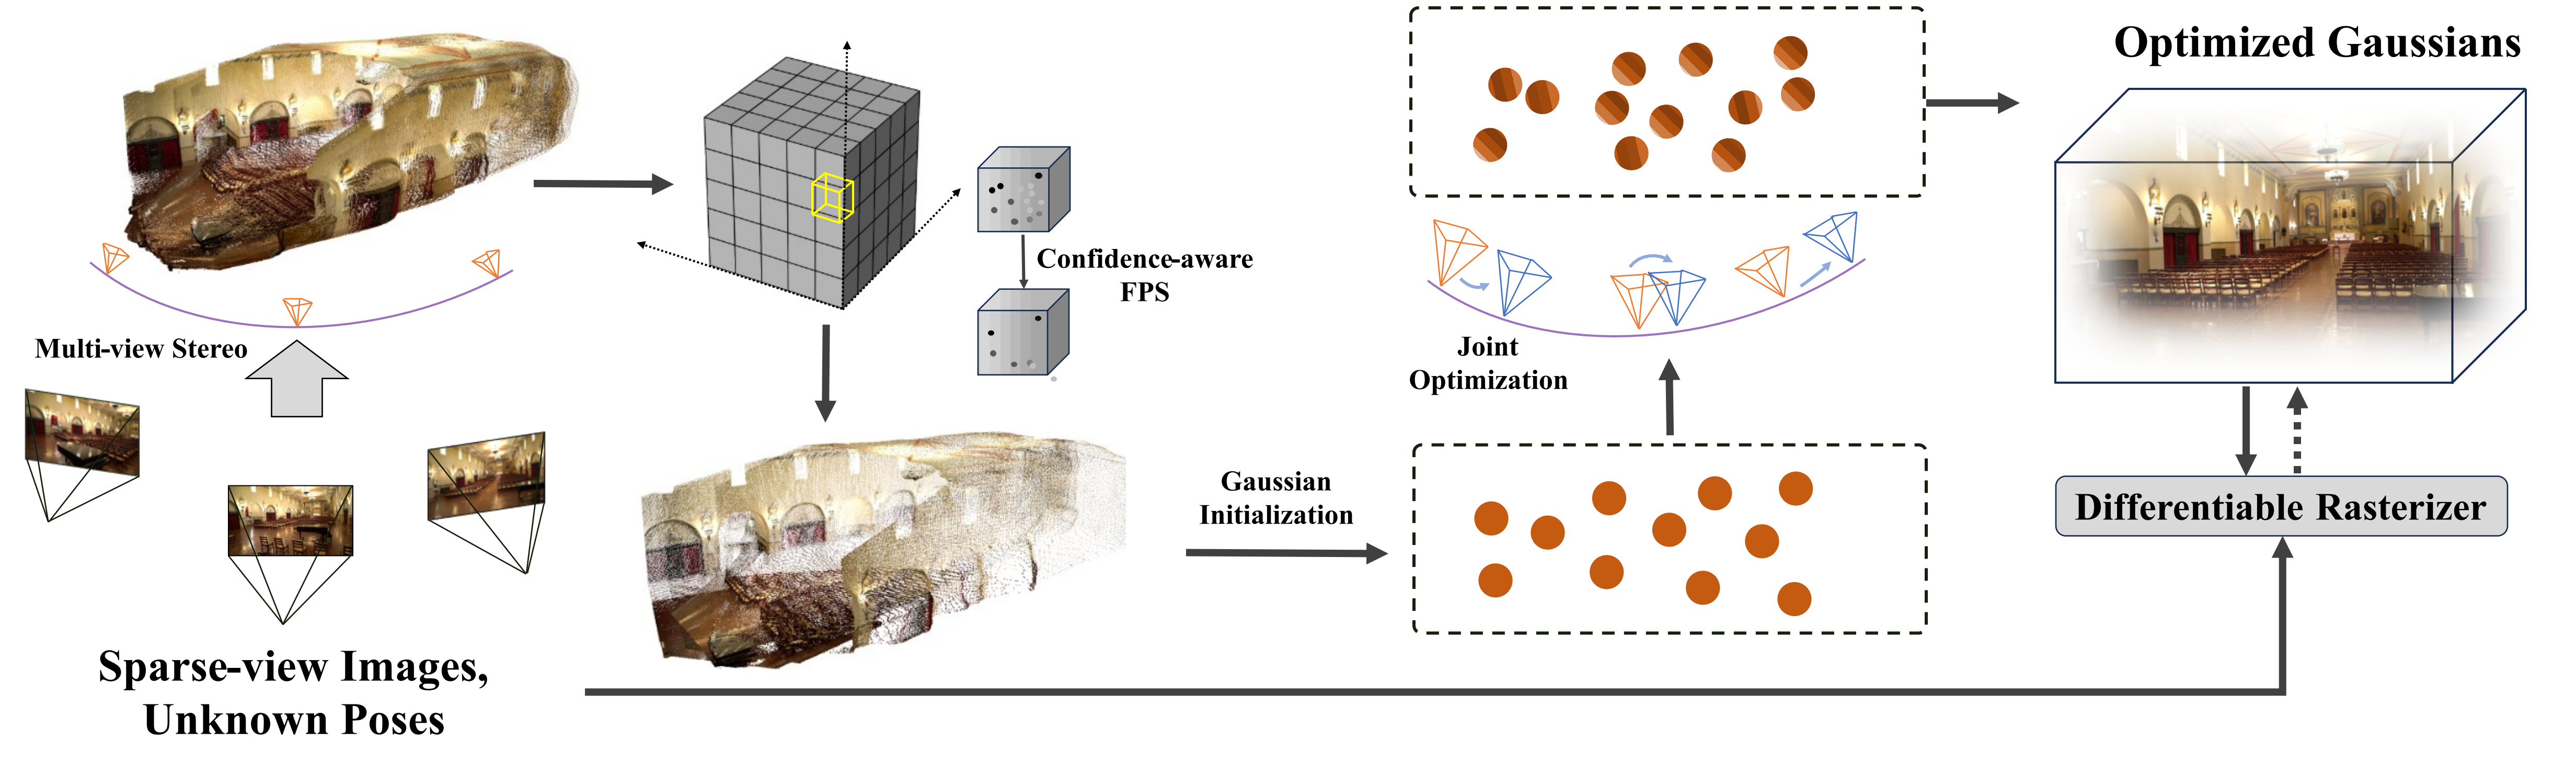 Multi-view Stereo
Sparse-view Images,
Unknown Poses
Confidence-aware
FPS
Gaussian
Initialization
Joint
Optimization
Optimized Gaussians
Differentiable Rasterizer